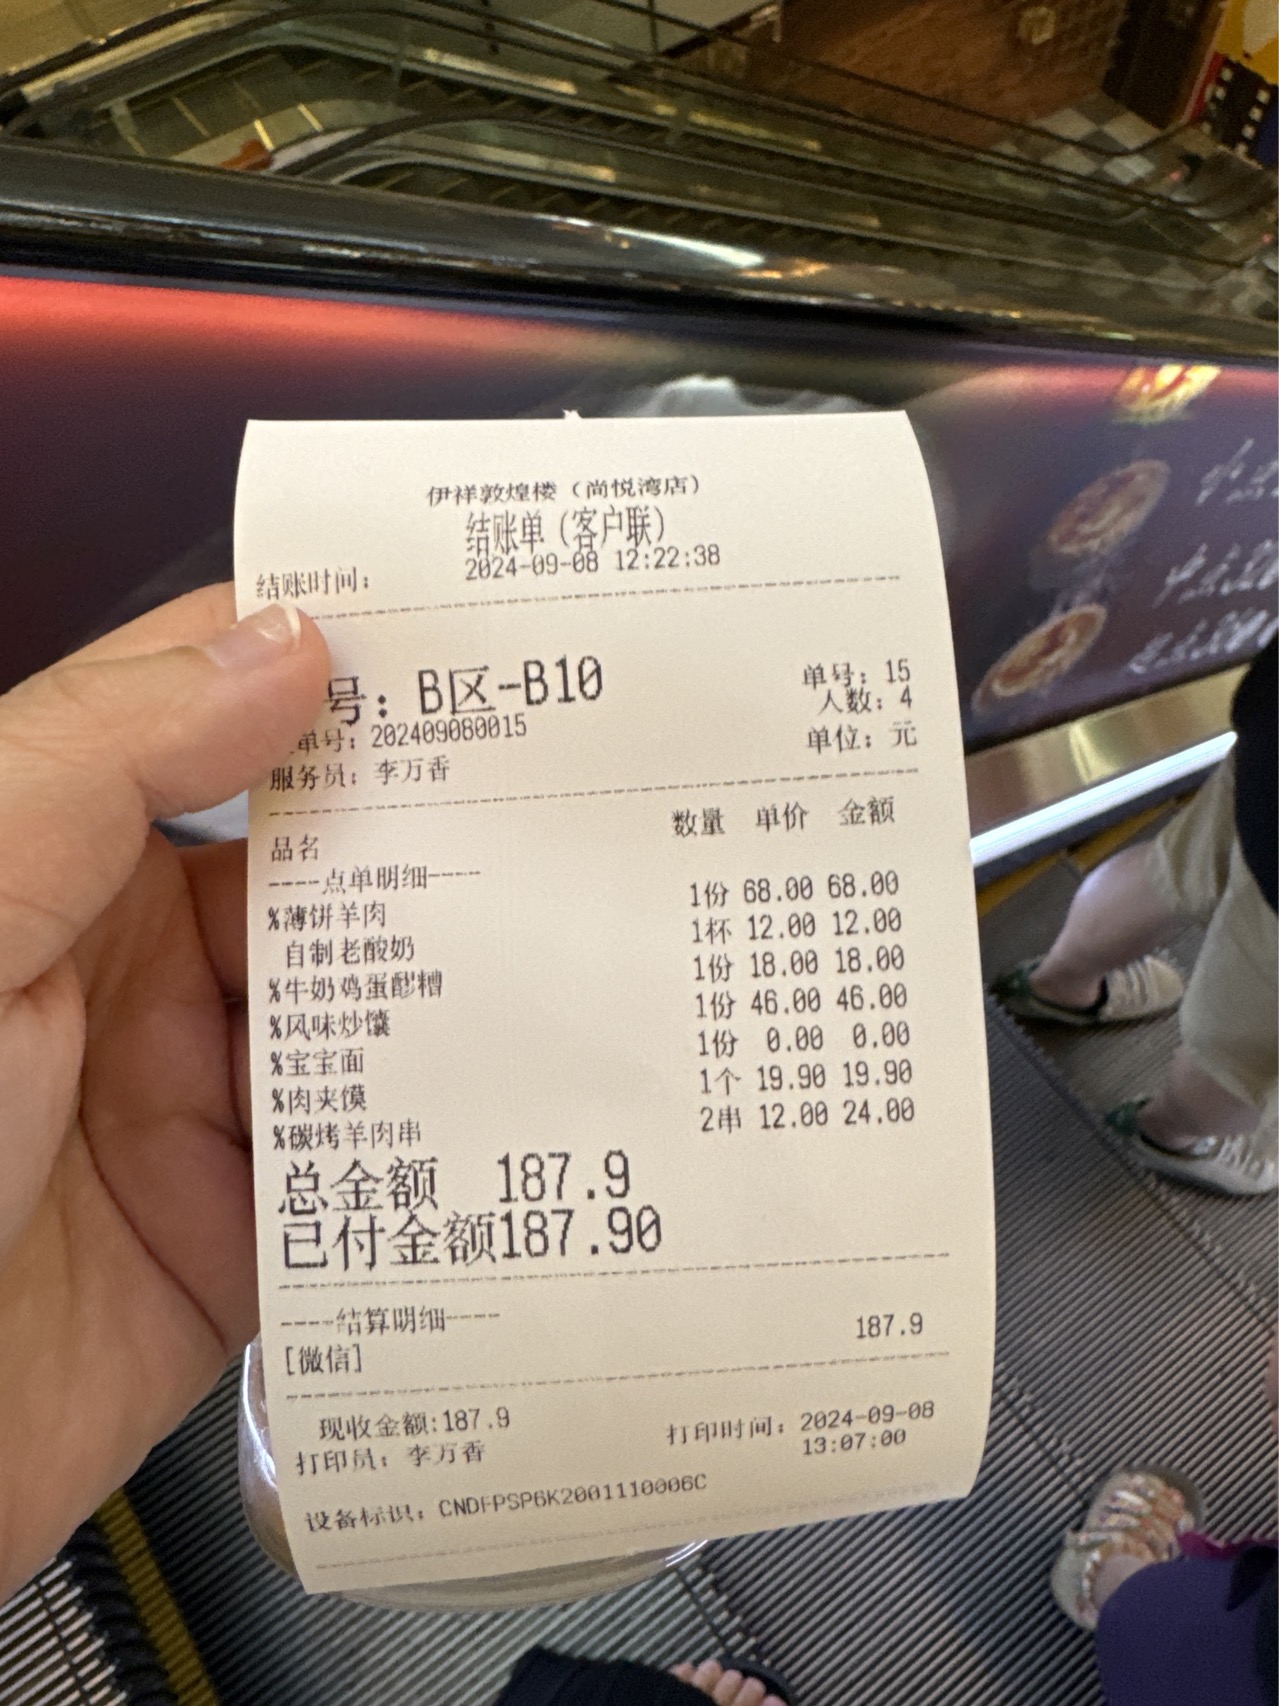 伊祥敦煌楼（尚悦湾店）
结账单（客户联）
结账时间： 2024-09-08 12:22:38
号：B区-B10 单号：15
人数：4
单号：202409080015 单位：元
服务员：李万香
品名 数量 单价 金额
----点单明细----
%薄饼羊肉 1份 68.00 68.00
自制老酸奶 1杯 12.00 12.00
%牛奶鸡蛋醪糟 1份 18.00 18.00
%风味炒馕 1份 46.00 46.00
%宝宝面 1份 0.00 0.00
%肉夹馍 1个 19.90 19.90
%碳烤羊肉串 2串 12.00 24.00
总金额 187.9
已付金额187.90
----结算明细----
[微信] 187.9
现收金额:187.9
打印员：李万香 打印时间：2024-09-08
13:07:00
设备标识：CNDFPSP6K2001110006C